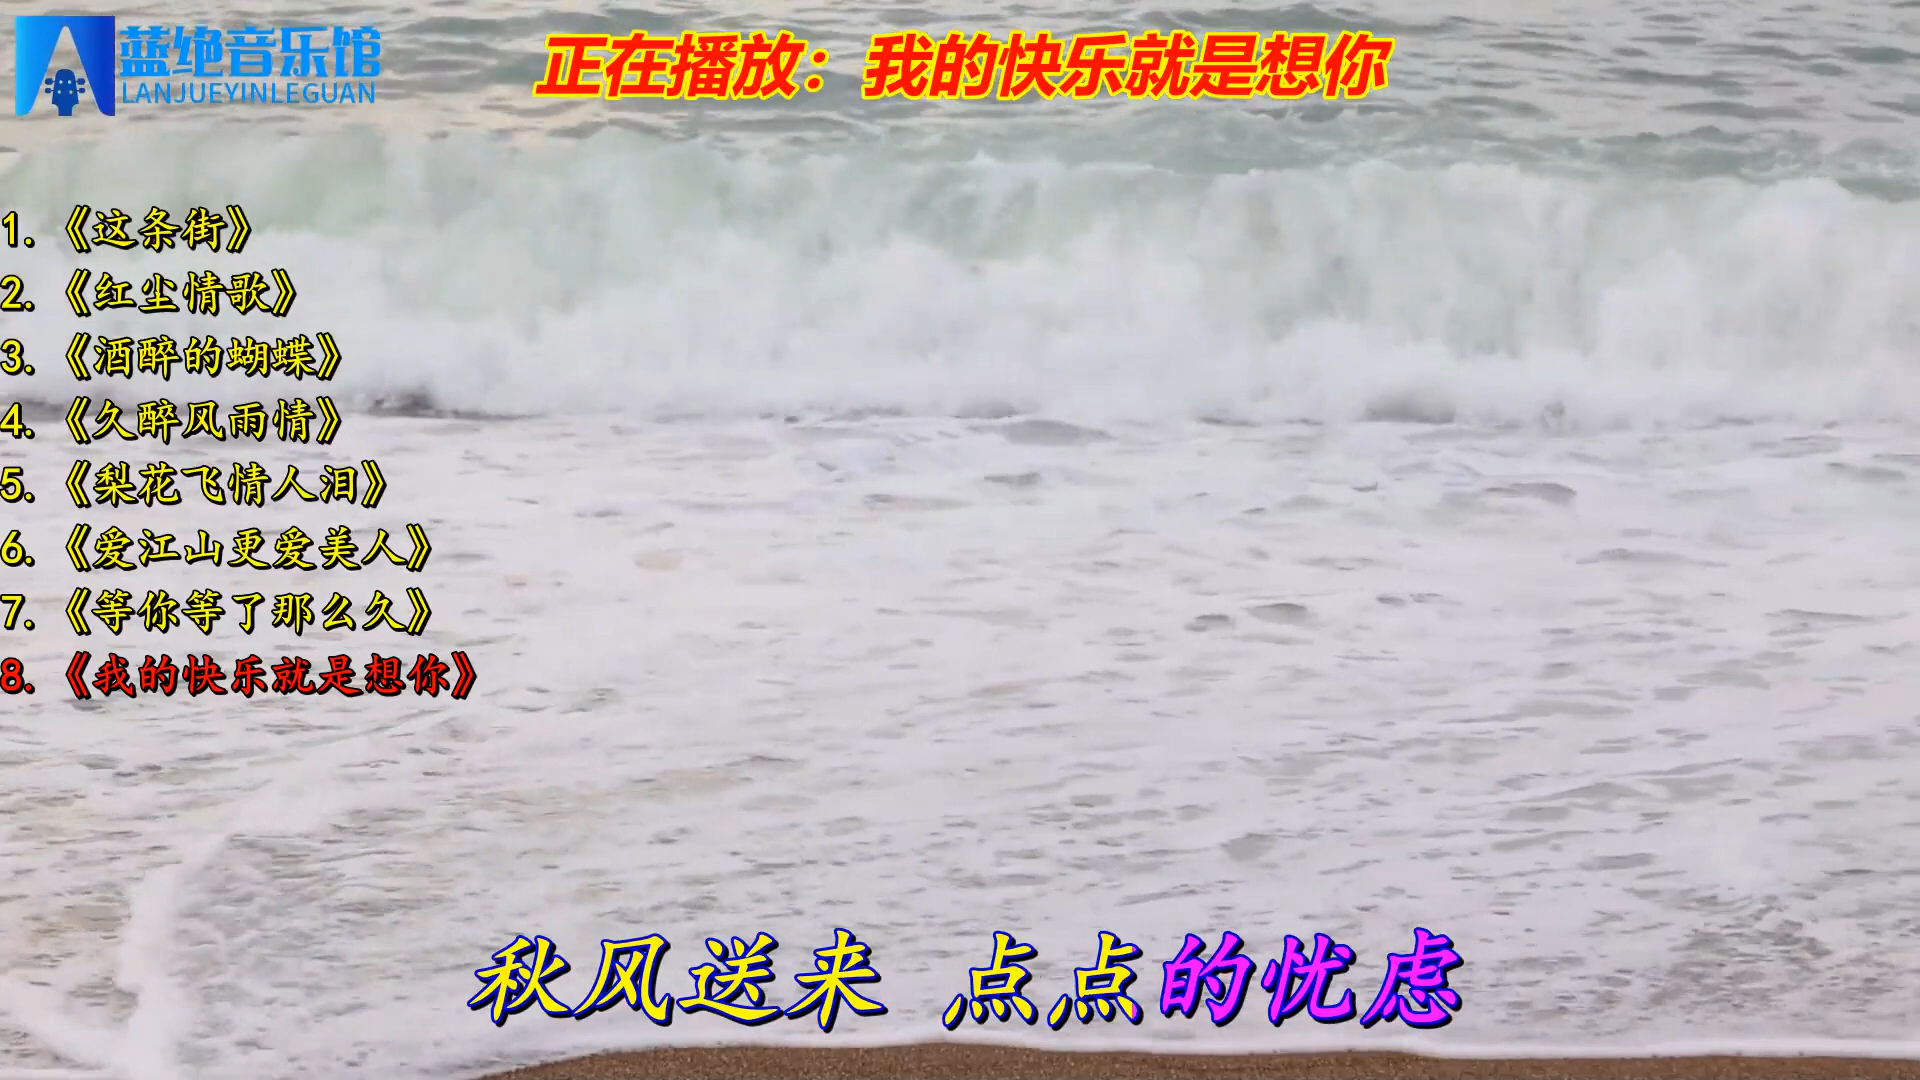 蓝绝音乐馆
LANJUEYINLEGUAN
正在播放：我的快乐就是想你
1.《这条街》
2.《红尘情歌》
3.《酒醉的蝴蝶》
4.《久醉风雨情》
5.《梨花飞情人泪》
6.《爱江山更爱美人》
7.《等你等了那么久》
8.《我的快乐就是想你》
秋风送来 点点的忧虑